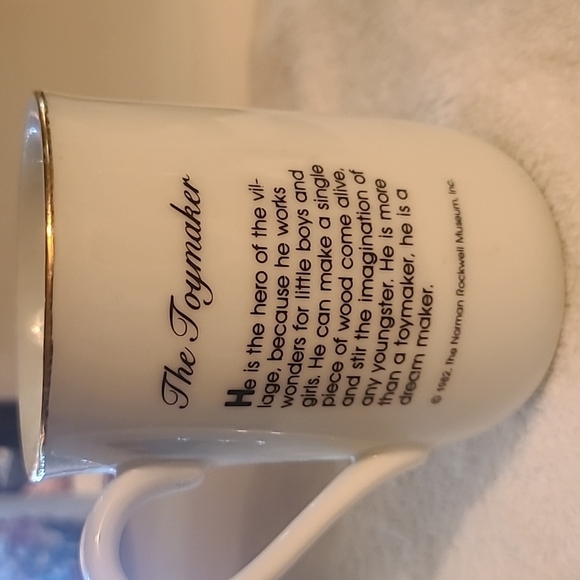 The Toymaker
He is the hero of the vil-
lage, because he works
wonders for little boys and
girls. He can make a single
piece of wood come alive,
and stir the imagination of
any youngster. He is more
than a toymaker, he is a
dream maker.
© 1982, The Norman Rockwell Museum, Inc.